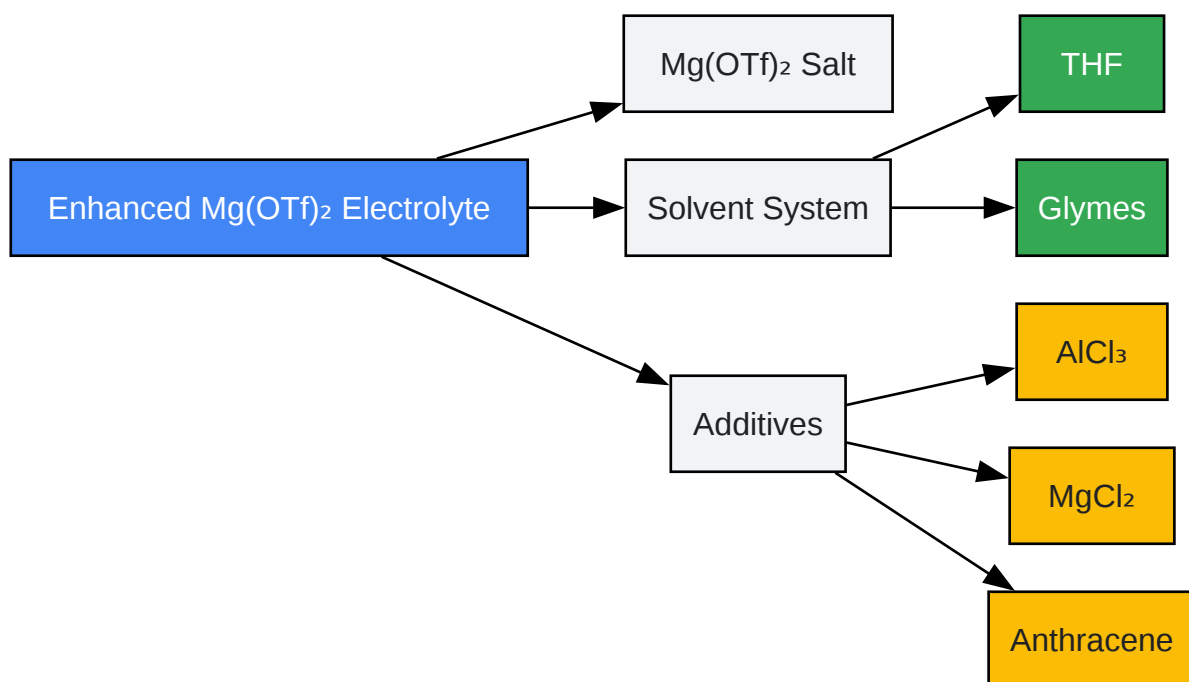 Mg(OTf)₂ Salt
THF
Enhanced Mg(OTf)₂ Electrolyte
Solvent System
Glymes
AlCl₃
Additives
MgCl₂
Anthracene